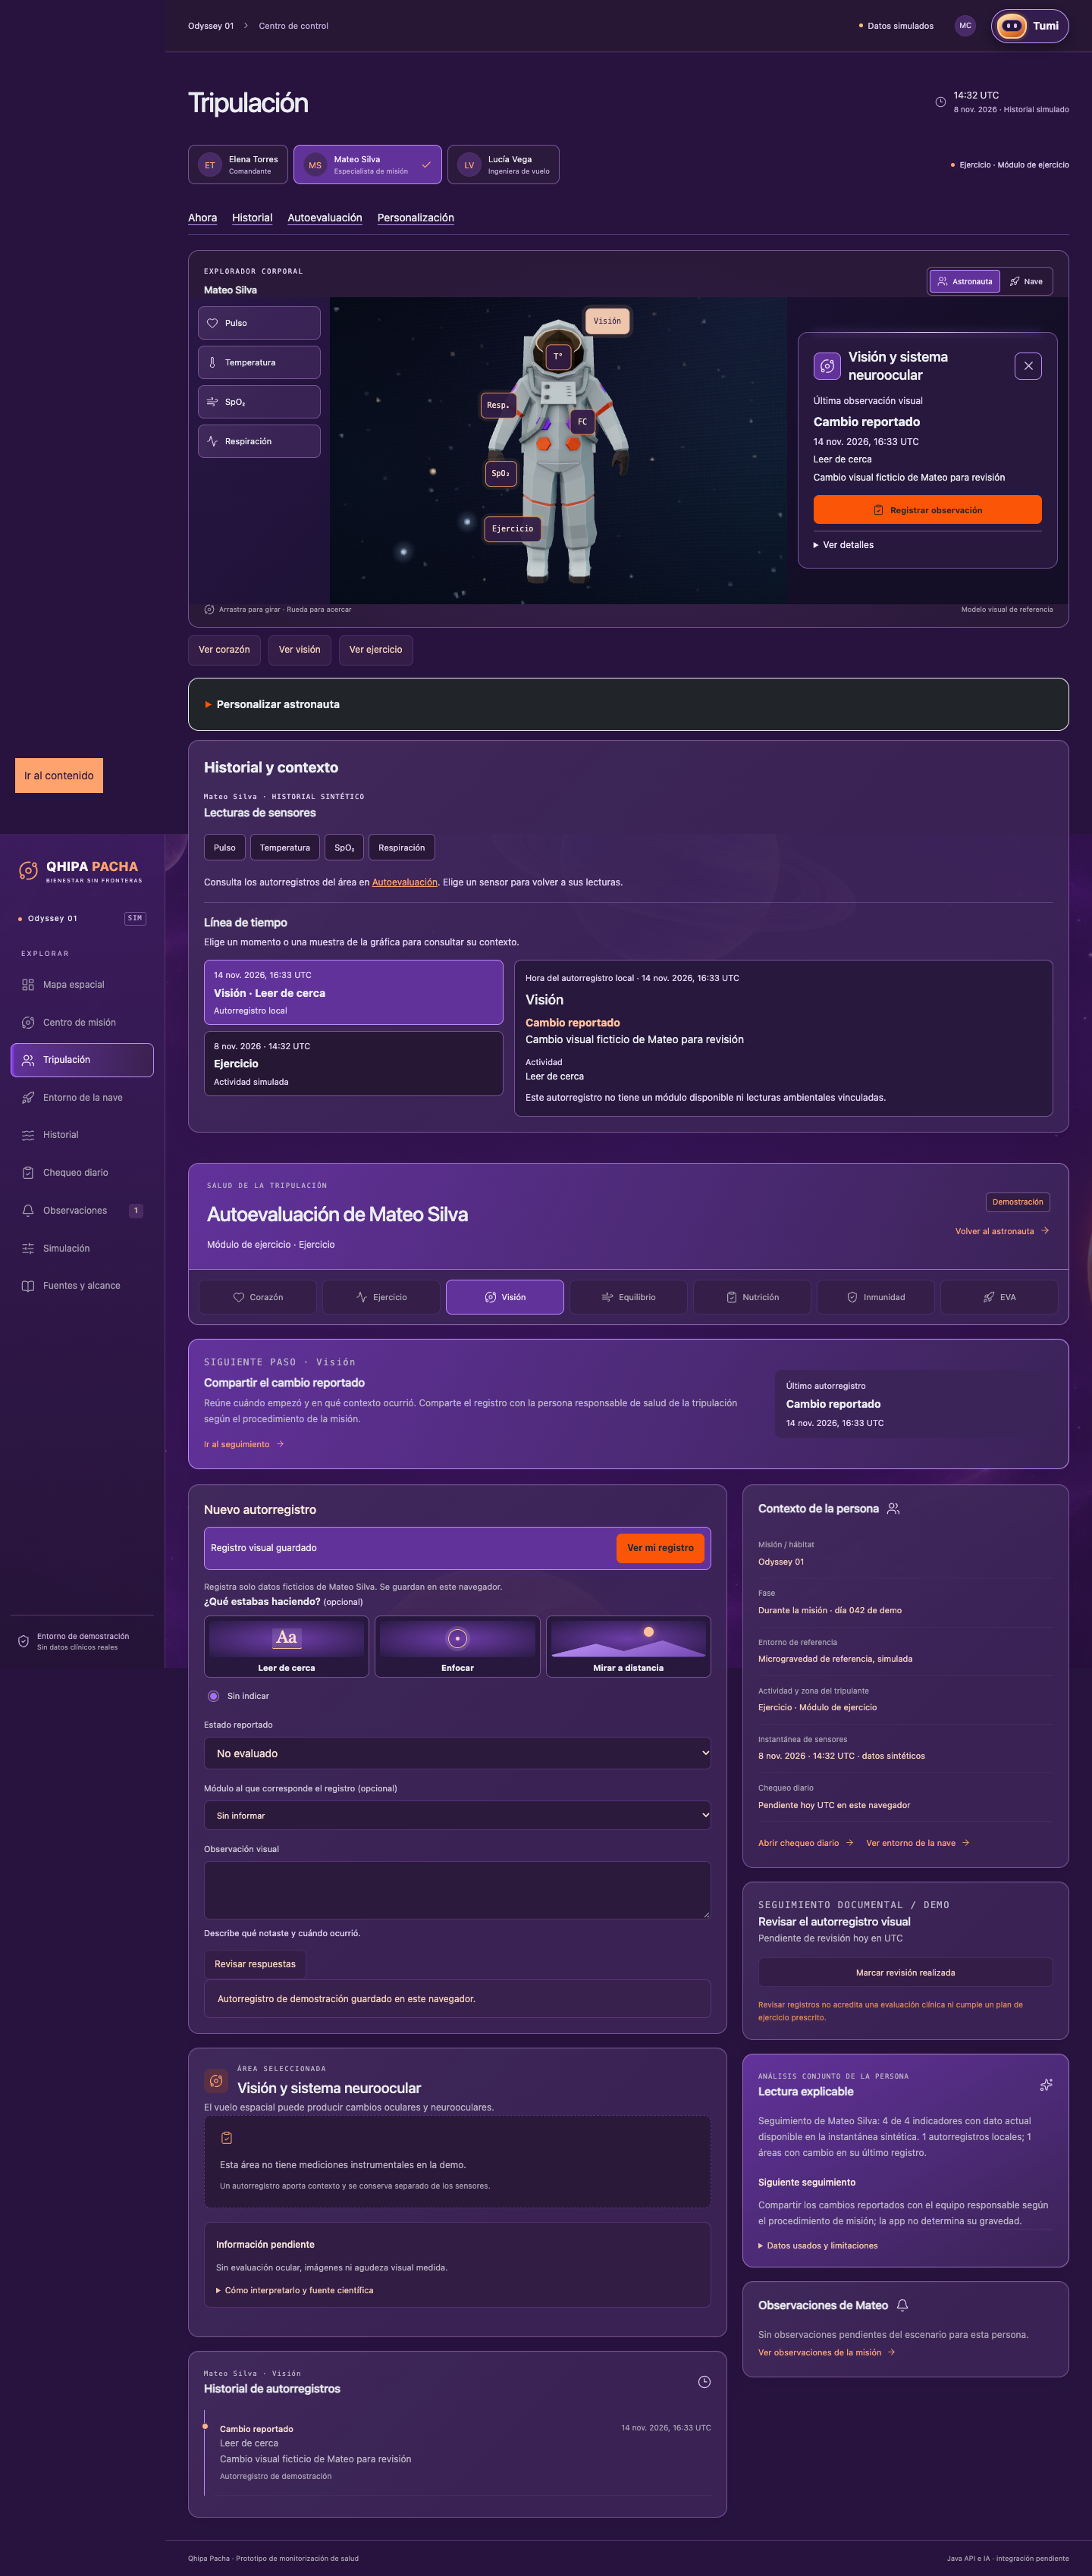 Odyssey 01
Centro de control
Datos simulados
MC
Tumi
Tripulación
14:32 UTC
8 nov. 2026 · Historial simulado
ET
Elena Torres
Comandante
MS
Mateo Silva
Especialista de misión
LV
Lucía Vega
Ingeniera de vuelo
Ejercicio · Módulo de ejercicio
Ahora
Historial
Autoevaluación
Personalización
EXPLORADOR CORPORAL
Mateo Silva
Astronauta
Nave
Pulso
Temperatura
SpO₂
Respiración
Visión
T°
Resp.
FC
SpO₂
Ejercicio
Visión y sistema
neuroocular
Última observación visual
Cambio reportado
14 nov. 2026, 16:33 UTC
Leer de cerca
Cambio visual ficticio de Mateo para revisión
Registrar observación
Ver detalles
Arrastra para girar · Rueda para acercar
Modelo visual de referencia
Ver corazón
Ver visión
Ver ejercicio
Personalizar astronauta
Historial y contexto
Mateo Silva · HISTORIAL SINTÉTICO
Lecturas de sensores
Pulso
Temperatura
SpO₂
Respiración
Consulta los autorregistros del área en Autoevaluación. Elige un sensor para volver a sus lecturas.
Línea de tiempo
Elige un momento o una muestra de la gráfica para consultar su contexto.
14 nov. 2026, 16:33 UTC
Visión · Leer de cerca
Autorregistro local
8 nov. 2026 · 14:32 UTC
Ejercicio
Actividad simulada
Hora del autorregistro local · 14 nov. 2026, 16:33 UTC
Visión
Cambio reportado
Cambio visual ficticio de Mateo para revisión
Actividad
Leer de cerca
Este autorregistro no tiene un módulo disponible ni lecturas ambientales vinculadas.
Ir al contenido
QHIPA PACHA
BIENESTAR SIN FRONTERAS
Odyssey 01
SIM
EXPLORAR
Mapa espacial
Centro de misión
Tripulación
Entorno de la nave
Historial
Chequeo diario
Observaciones
1
Simulación
Fuentes y alcance
Entorno de demostración
Sin datos clínicos reales
SALUD DE LA TRIPULACIÓN
Autoevaluación de Mateo Silva
Módulo de ejercicio · Ejercicio
Demostración
Volver al astronauta
Corazón
Ejercicio
Visión
Equilibrio
Nutrición
Inmunidad
EVA
SIGUIENTE PASO · Visión
Compartir el cambio reportado
Reúne cuándo empezó y en qué contexto ocurrió. Comparte el registro con la persona responsable de salud de la tripulación
según el procedimiento de la misión.
Ir al seguimiento
Último autorregistro
Cambio reportado
14 nov. 2026, 16:33 UTC
Nuevo autorregistro
Registro visual guardado
Ver mi registro
Registra solo datos ficticios de Mateo Silva. Se guardan en este navegador.
¿Qué estabas haciendo? (opcional)
Aa
Leer de cerca
Enfocar
Mirar a distancia
Sin indicar
Estado reportado
No evaluado
Módulo al que corresponde el registro (opcional)
Sin informar
Observación visual
Describe qué notaste y cuándo ocurrió.
Revisar respuestas
Autorregistro de demostración guardado en este navegador.
ÁREA SELECCIONADA
Visión y sistema neuroocular
El vuelo espacial puede producir cambios oculares y neurooculares.
Esta área no tiene mediciones instrumentales en la demo.
Un autorregistro aporta contexto y se conserva separado de los sensores.
Información pendiente
Sin evaluación ocular, imágenes ni agudeza visual medida.
Cómo interpretarlo y fuente científica
Mateo Silva · Visión
Historial de autorregistros
Cambio reportado
14 nov. 2026, 16:33 UTC
Leer de cerca
Cambio visual ficticio de Mateo para revisión
Autorregistro de demostración
Contexto de la persona
Misión / hábitat
Odyssey 01
Fase
Durante la misión · día 042 de demo
Entorno de referencia
Microgravedad de referencia, simulada
Actividad y zona del tripulante
Ejercicio · Módulo de ejercicio
Instantánea de sensores
8 nov. 2026 · 14:32 UTC · datos sintéticos
Chequeo diario
Pendiente hoy UTC en este navegador
Abrir chequeo diario
Ver entorno de la nave
SEGUIMIENTO DOCUMENTAL / DEMO
Revisar el autorregistro visual
Pendiente de revisión hoy en UTC
Marcar revisión realizada
Revisar registros no acredita una evaluación clínica ni cumple un plan de
ejercicio prescrito.
ANÁLISIS CONJUNTO DE LA PERSONA
Lectura explicable
Seguimiento de Mateo Silva: 4 de 4 indicadores con dato actual
disponible en la instantánea sintética. 1 autorregistros locales; 1
áreas con cambio en su último registro.
Siguiente seguimiento
Compartir los cambios reportados con el equipo responsable según
el procedimiento de misión; la app no determina su gravedad.
Datos usados y limitaciones
Observaciones de Mateo
Sin observaciones pendientes del escenario para esta persona.
Ver observaciones de la misión
Qhipa Pacha · Prototipo de monitorización de salud
Java API e IA · integración pendiente